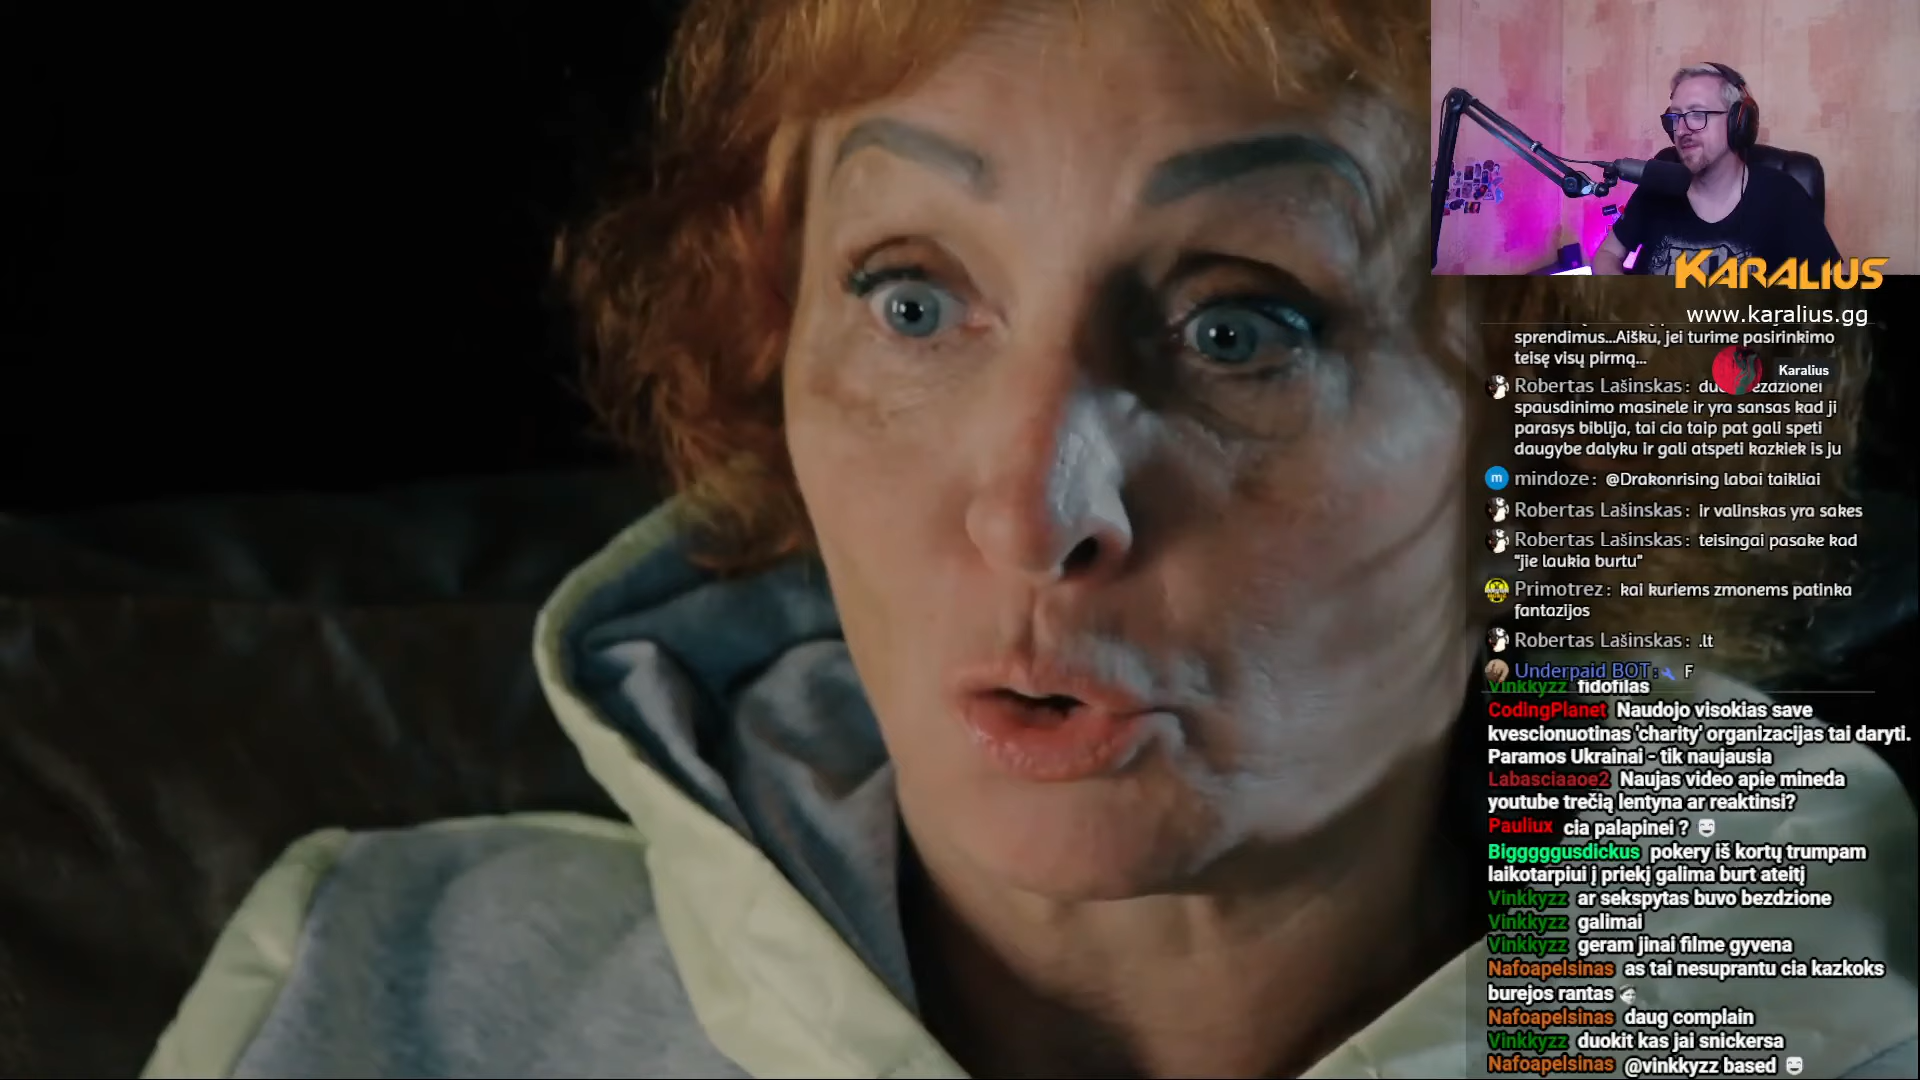 KARALIUS
www.karalius.gg
sprendimus...Aišku, jei turime pasirinkimo
teisę visų pirmą...
Karalius
Robertas Lašinskas:
spausdinimo masinele ir yra sansas kad ji
parasys biblija, tai cia taip pat gali speti
daugybe dalyku ir gali atspeti kazkiek is ju
m mindoze: @Drakonrising labai taikliai
Robertas Lašinskas: ir valinskas yra sakes
Robertas Lašinskas: teisingai pasake kad
"jie laukia burtu"
Primotrez: kai kuriems zmonems patinka
fantazijos
Robertas Lašinskas: .lt
Underpaid BOT: F
Vinkkyzz fidofilas
CodingPlanet Naudojo visokias save
kvescionuotinas 'charity' organizacijas tai daryti.
Paramos Ukrainai - tik naujausia
Labasciaaoe2 Naujas video apie mineda
youtube trečią lentyna ar reaktinsi?
Pauliux cia palapinei ?
Bigggggusdickus pokery iš kortų trumpam
laikotarpiui į priekį galima burt ateitį
Vinkkyzz ar sekspytas buvo bezdzione
Vinkkyzz galimai
Vinkkyzz geram jinai filme gyvena
Nafoapelsinas as tai nesuprantu cia kazkoks
burejos rantas
Nafoapelsinas daug complain
Vinkkyzz duokit kas jai snickersa
Nafoapelsinas @vinkkyzz based